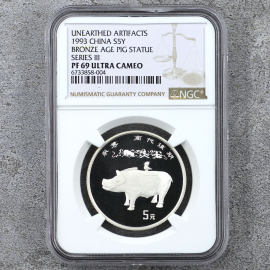 UNEARTHED ARTIFACTS
1993 CHINA S5Y
BRONZE AGE PIG STATUE
SERIES III
PF 69 ULTRA CAMEO
6733858-004
NGC
NUMISMATIC GUARANTY COMPANY
5元